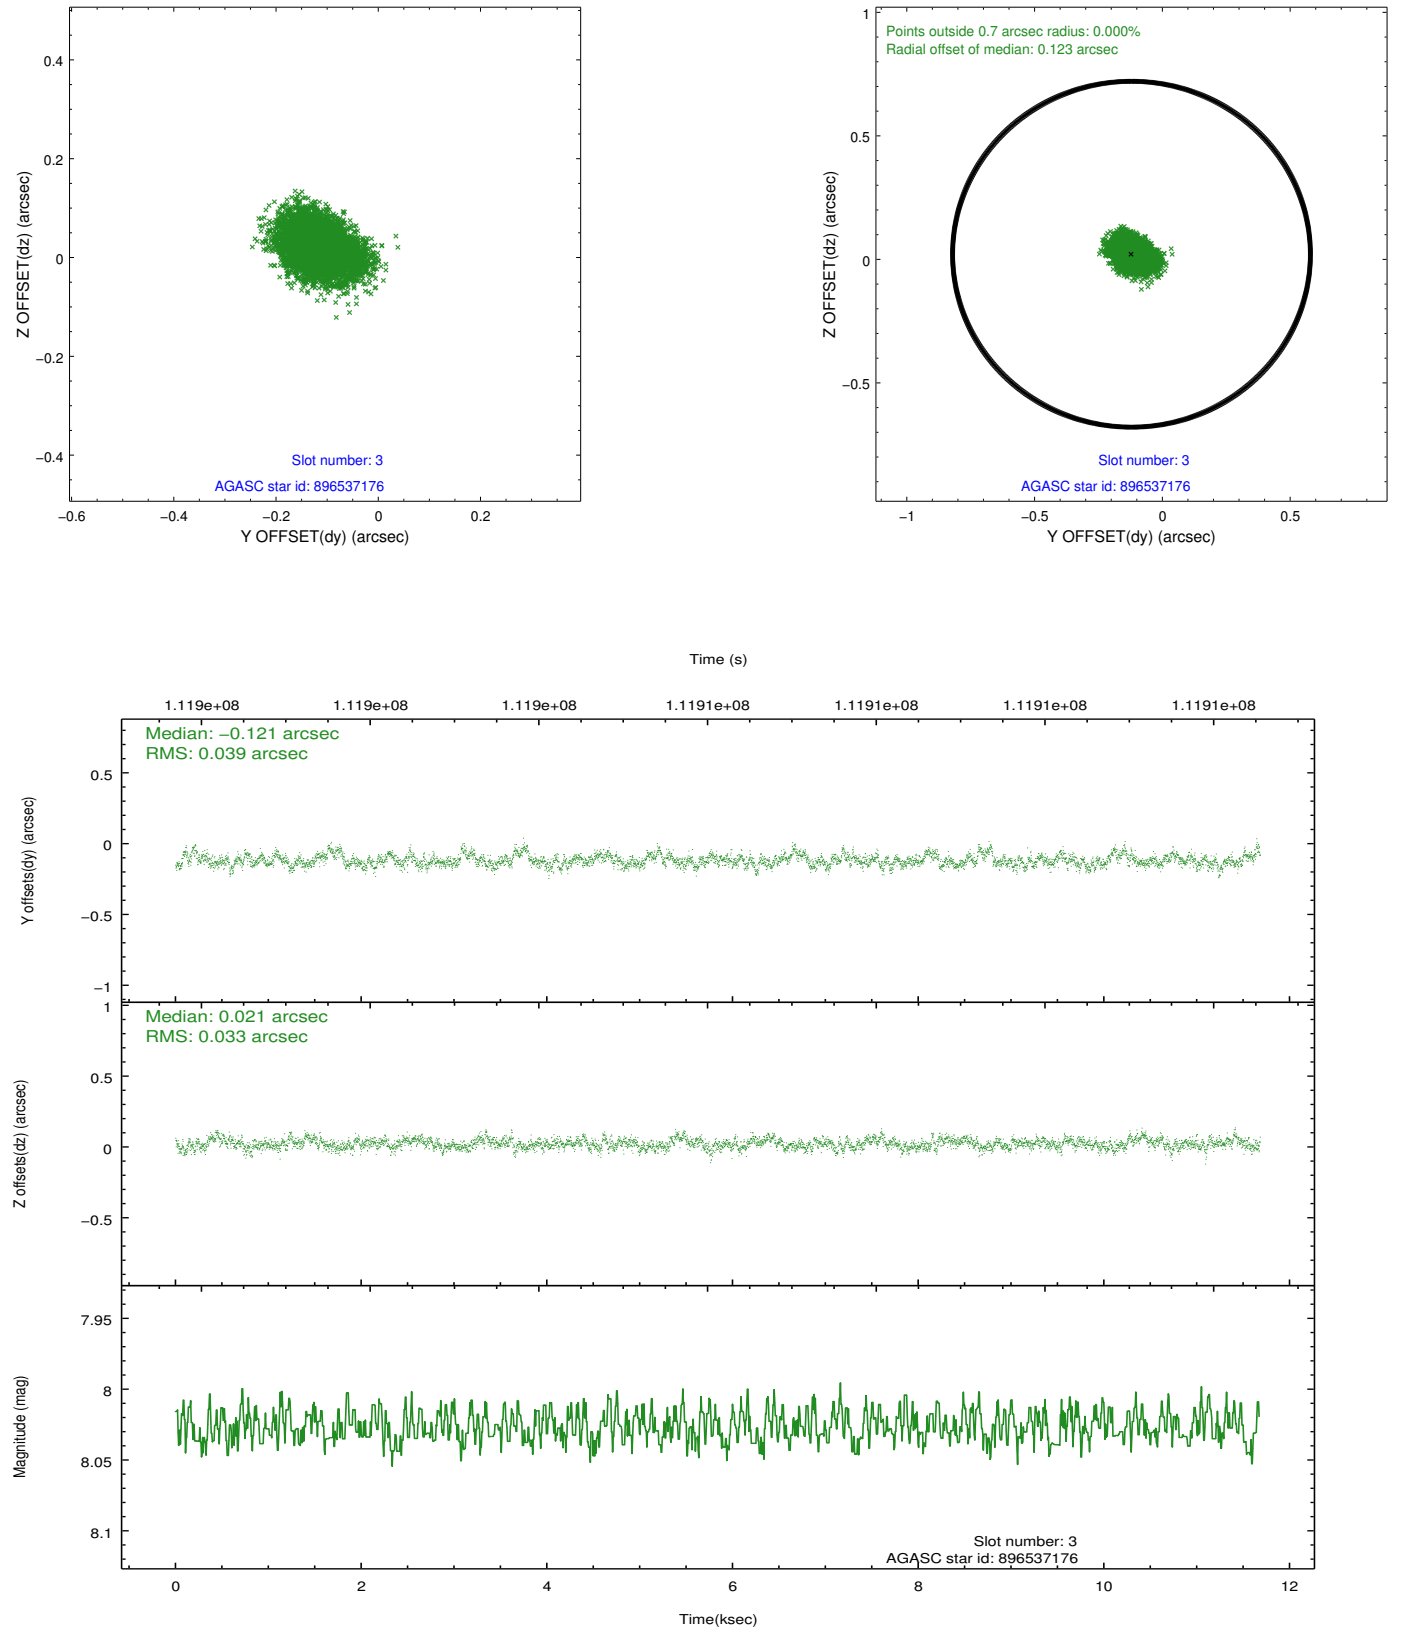 0.4
0.2
0
−0.2
−0.4
Z OFFSET(dz) (arcsec)
Slot number: 3
AGASC star id: 896537176
−0.6 −0.4 −0.2 0 0.2
Y OFFSET(dy) (arcsec)
Points outside 0.7 arcsec radius: 0.000%
Radial offset of median: 0.123 arcsec
1
0.5
0
−0.5
Z OFFSET(dz) (arcsec)
Slot number: 3
AGASC star id: 896537176
−1 −0.5 0 0.5
Y OFFSET(dy) (arcsec)
Time (s)
1.119e+08 1.119e+08 1.119e+08 1.1191e+08 1.1191e+08 1.1191e+08 1.1191e+08
Median: −0.121 arcsec
RMS: 0.039 arcsec
0.5
0
−0.5
−1
Y offsets(dy) (arcsec)
Median: 0.021 arcsec
RMS: 0.033 arcsec
1
0.5
0
−0.5
Z offsets(dz) (arcsec)
7.95
8
8.05
8.1
Magnitude (mag)
Slot number: 3
AGASC star id: 896537176
0 2 4 6 8 10 12
Time(ksec)